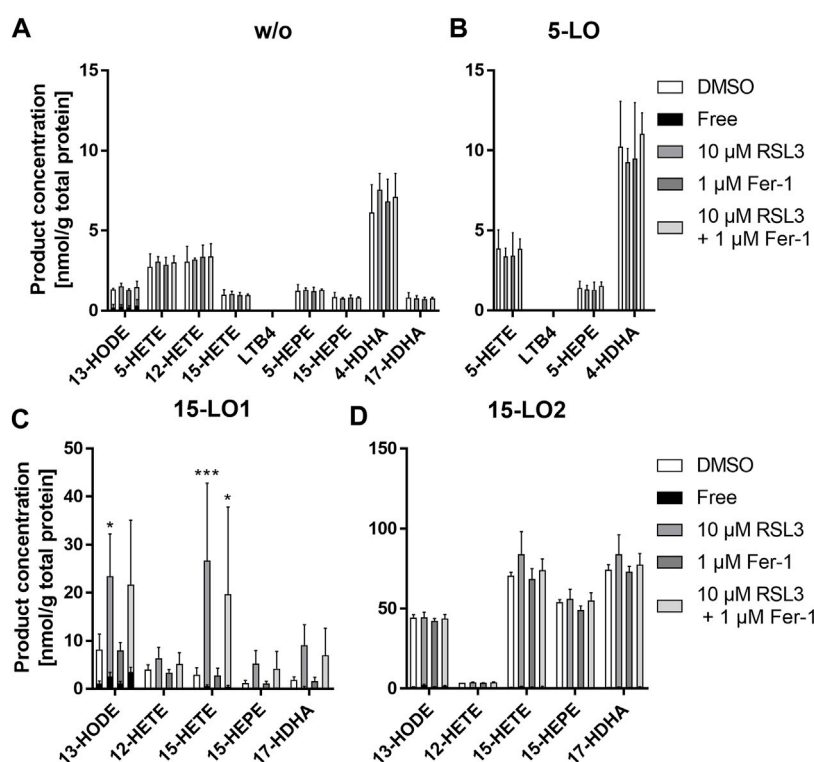 A
w/o
B
5-LO
Product concentration
[nmol/g total protein]
15
10
5
0
13-HODE
5-HETE
12-HETE
15-HETE
LTB4
5-HEPE
15-HEPE
4-HDHA
17-HDHA
15
10
5
0
5-HETE
LTB4
5-HEPE
4-HDHA
DMSO
Free
10 µM RSL3
1 µM Fer-1
10 µM RSL3
+ 1 µM Fer-1
C
15-LO1
D
15-LO2
Product concentration
[nmol/g total protein]
50
40
30
20
10
0
*
***
*
13-HODE
12-HETE
15-HETE
15-HEPE
17-HDHA
150
100
50
0
13-HODE
12-HETE
15-HETE
15-HEPE
17-HDHA
DMSO
Free
10 µM RSL3
1 µM Fer-1
10 µM RSL3
+ 1 µM Fer-1